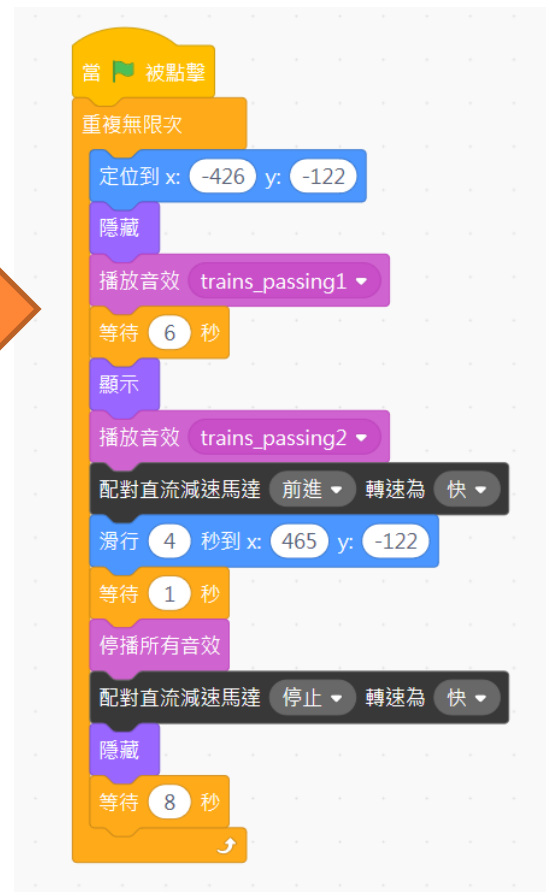 當 被點擊
重複無限次
定位到 x: -426 y: -122
隱藏
播放音效 trains_passing1
等待 6 秒
顯示
播放音效 trains_passing2
配對直流減速馬達 前進 轉速為 快
滑行 4 秒到 x: 465 y: -122
等待 1 秒
停播所有音效
配對直流減速馬達 停止 轉速為 快
隱藏
等待 8 秒